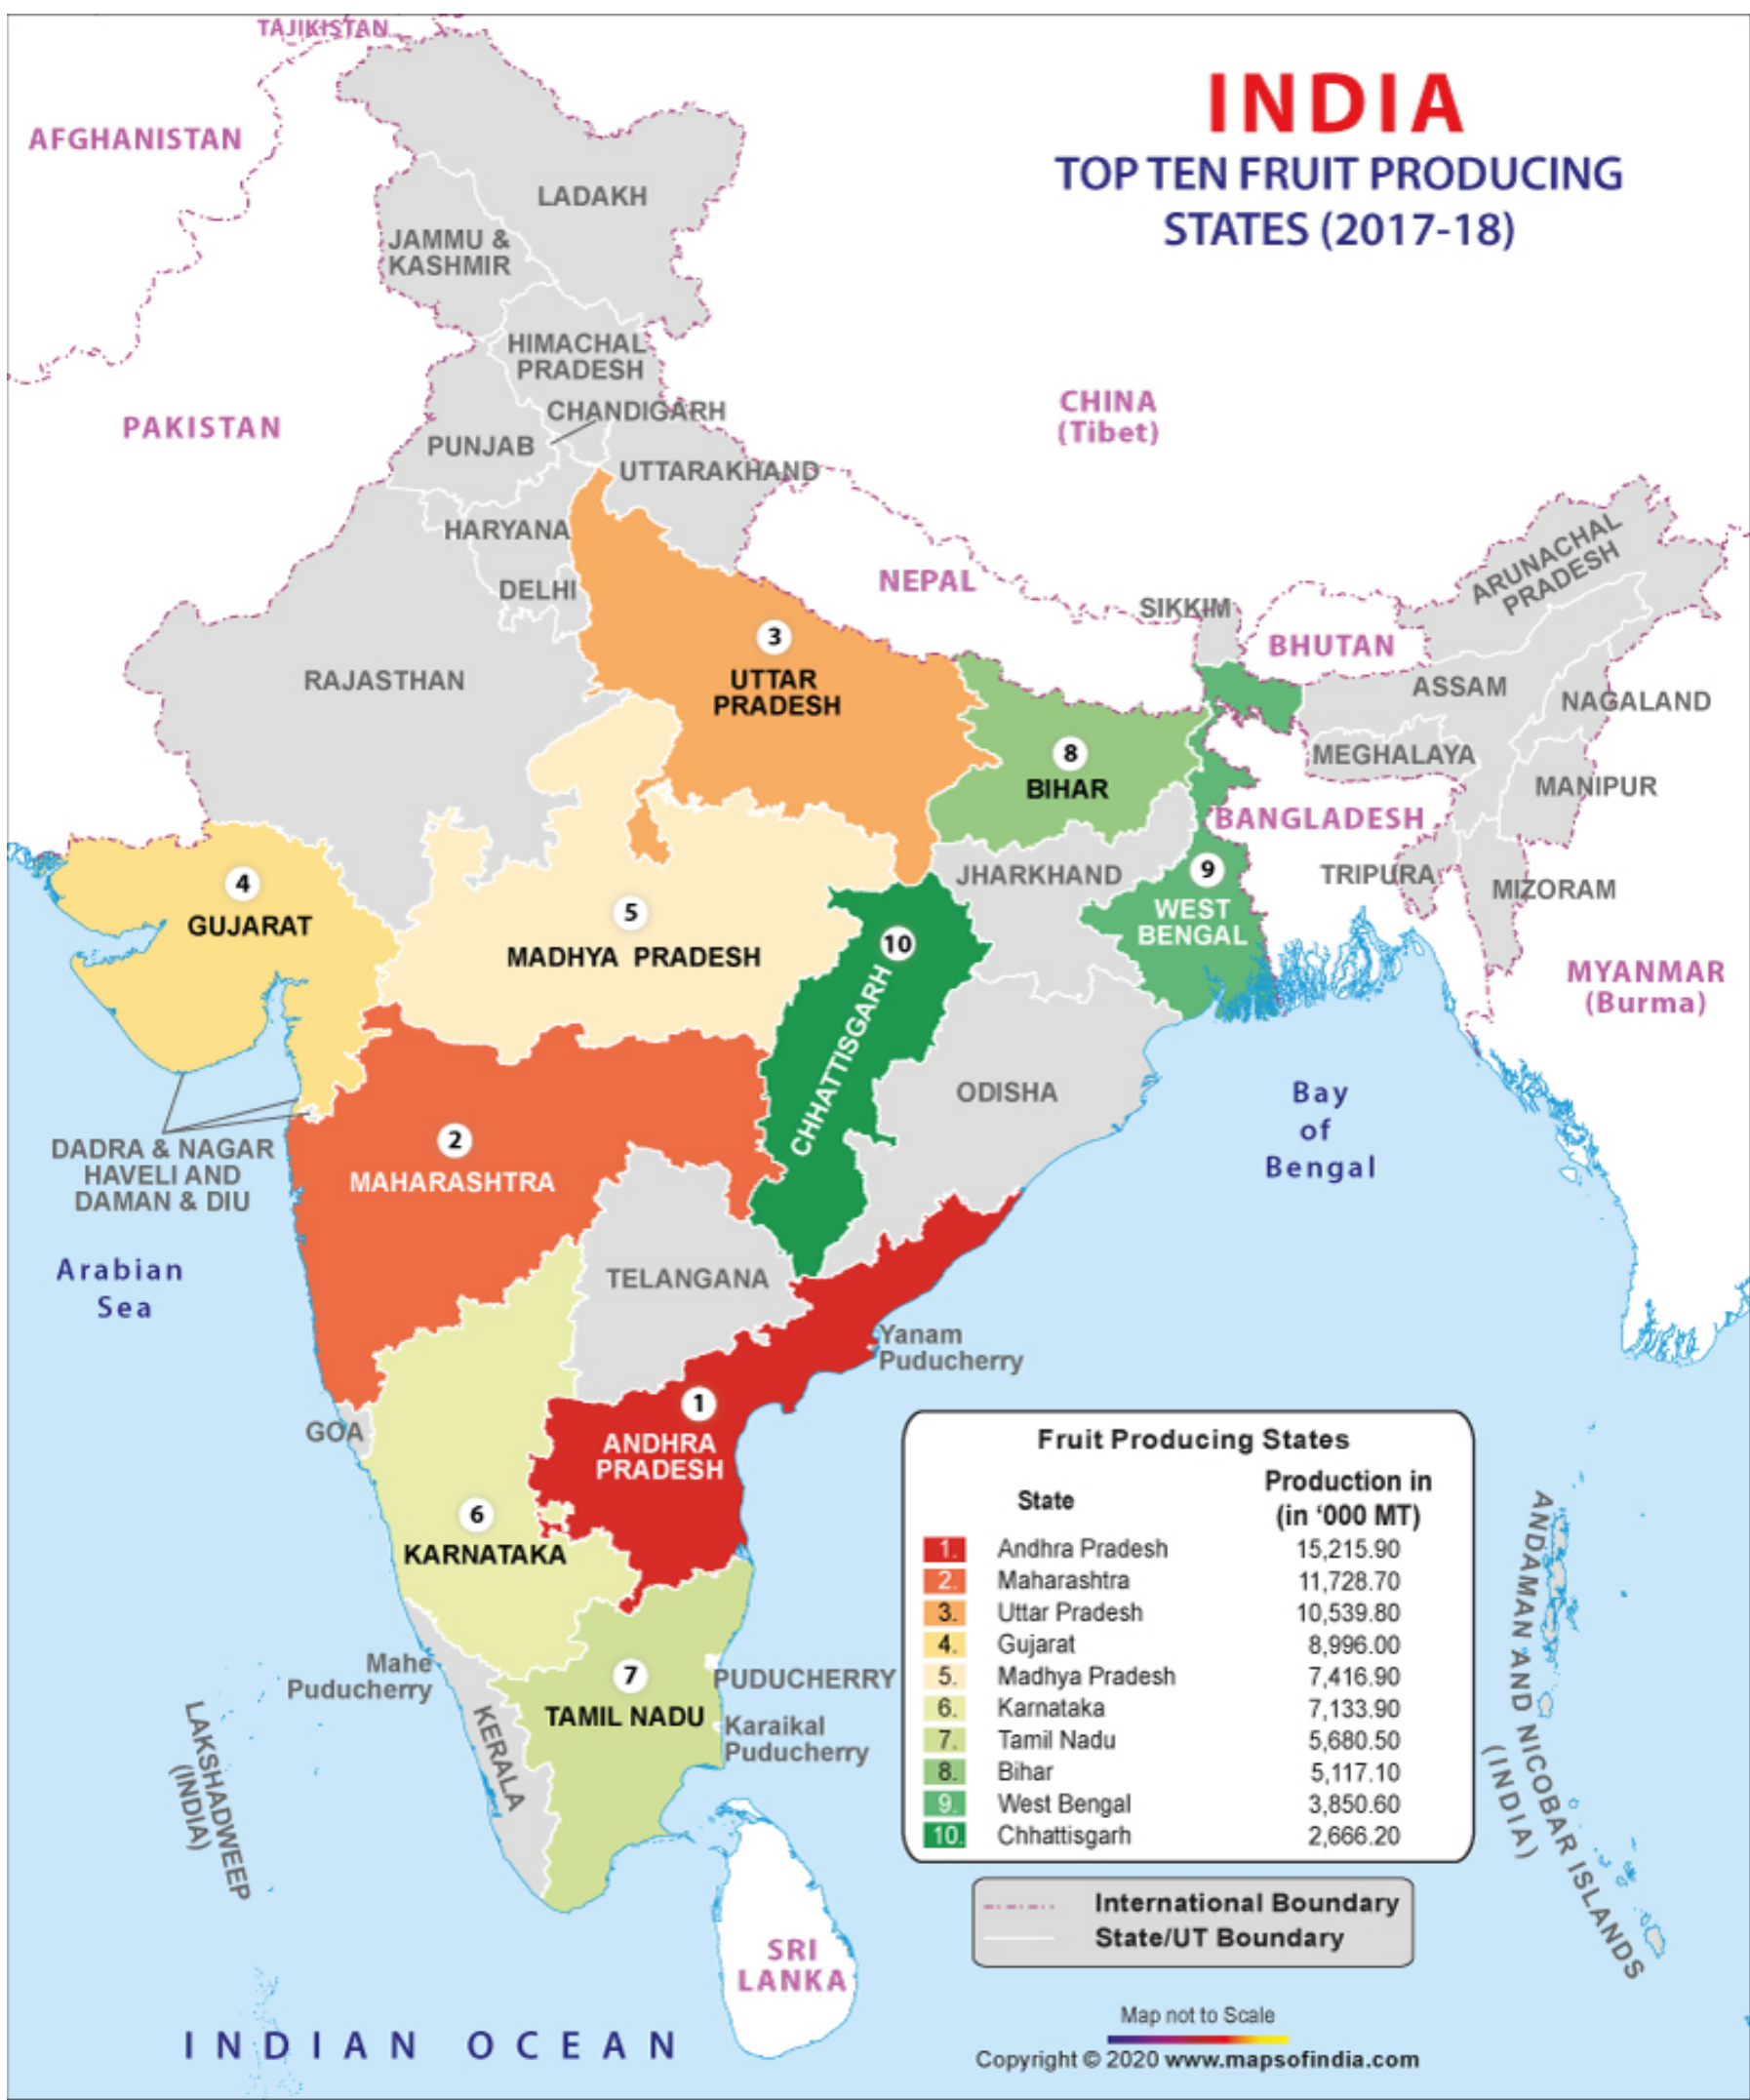 TAJIKISTAN
INDIA
TOP TEN FRUIT PRODUCING
STATES (2017-18)
AFGHANISTAN
LADAKH
JAMMU &
KASHMIR
HIMACHAL
PRADESH
CHINA
(Tibet)
CHANDIGARH
PAKISTAN
PUNJAB
UTTARAKHAND
HARYANA
ARUNACHAL
PRADESH
NEPAL
DELHI
SIKKIM
3
UTTAR
PRADESH
BHUTAN
RAJASTHAN
ASSAM
NAGALAND
8
BIHAR
MEGHALAYA
MANIPUR
BANGLADESH
4
GUJARAT
JHARKHAND
9
WEST
BENGAL
TRIPURA
MIZORAM
5
MADHYA PRADESH
10
CHHATTISGARH
MYANMAR
(Burma)
ODISHA
Bay
of
Bengal
2
MAHARASHTRA
DADRA & NAGAR
HAVELI AND
DAMAN & DIU
Arabian
Sea
TELANGANA
Yanam
Puducherry
1
ANDHRA
PRADESH
GOA
6
KARNATAKA
Mahe
Puducherry
7
TAMIL NADU
PUDUCHERRY
Karaikal
Puducherry
KERALA
LAKSHADWEEP
(INDIA)
Fruit Producing States
State
Production in
(in ‘000 MT)
1. Andhra Pradesh 15,215.90
2. Maharashtra 11,728.70
3. Uttar Pradesh 10,539.80
4. Gujarat 8,996.00
5. Madhya Pradesh 7,416.90
6. Karnataka 7,133.90
7. Tamil Nadu 5,680.50
8. Bihar 5,117.10
9. West Bengal 3,850.60
10. Chhattisgarh 2,666.20
ANDAMAN AND NICOBAR ISLANDS
(INDIA)
International Boundary
State/UT Boundary
SRI
LANKA
Map not to Scale
INDIAN OCEAN
Copyright © 2020 www.mapsofindia.com